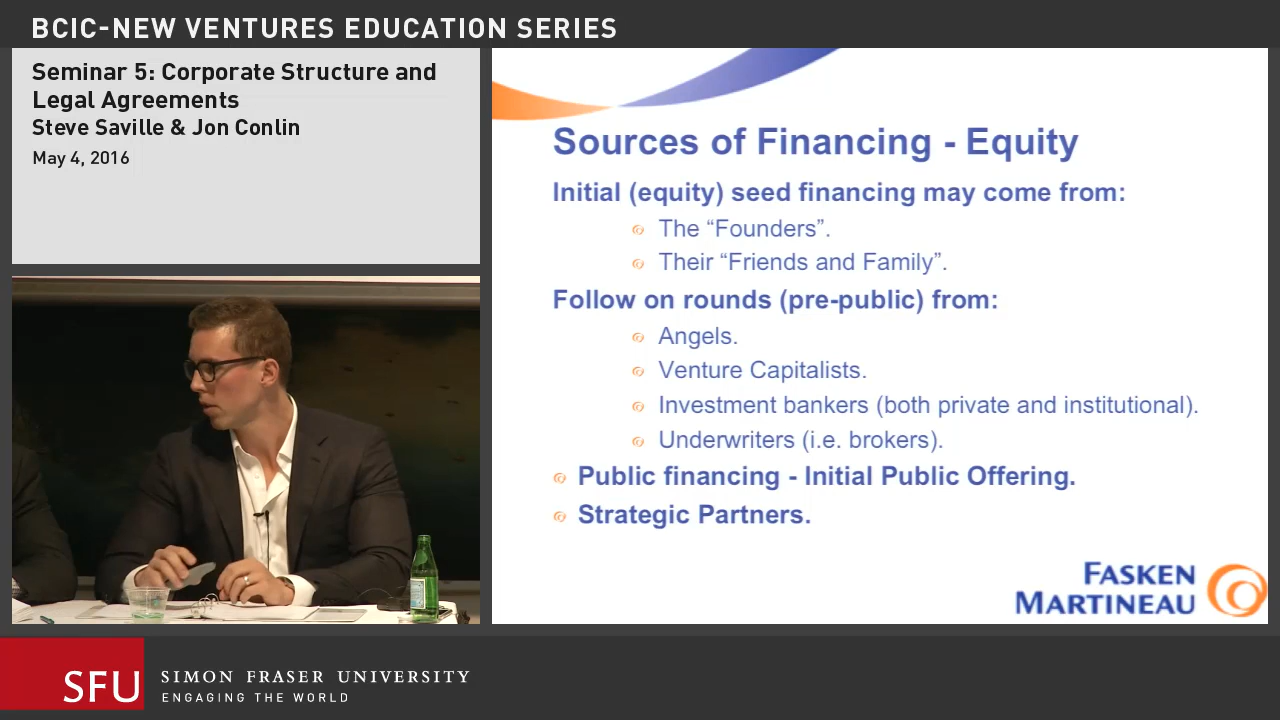 BCIC-NEW VENTURES EDUCATION SERIES
Seminar 5: Corporate Structure and
Legal Agreements
Steve Saville & Jon Conlin
May 4, 2016
Sources of Financing - Equity
Initial (equity) seed financing may come from:
The “Founders”.
Their “Friends and Family”.
Follow on rounds (pre-public) from:
Angels.
Venture Capitalists.
Investment bankers (both private and institutional).
Underwriters (i.e. brokers).
Public financing - Initial Public Offering.
Strategic Partners.
FASKEN
MARTINEAU
SFU
SIMON FRASER UNIVERSITY
ENGAGING THE WORLD